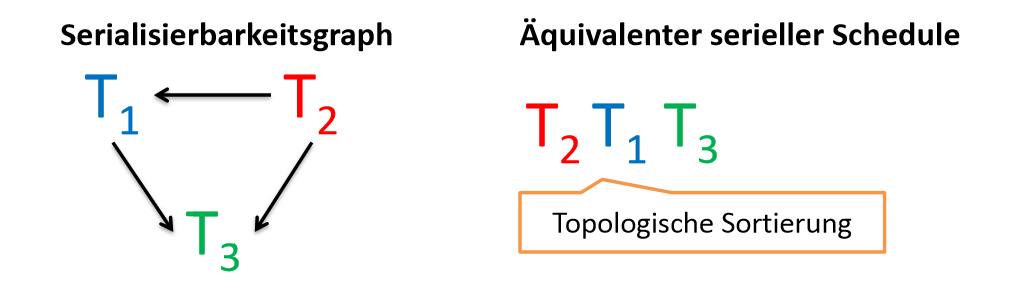 Serialisierbarkeitsgraph
T1 T2
T3
Äquivalenter serieller Schedule
T2 T1 T3
Topologische Sortierung